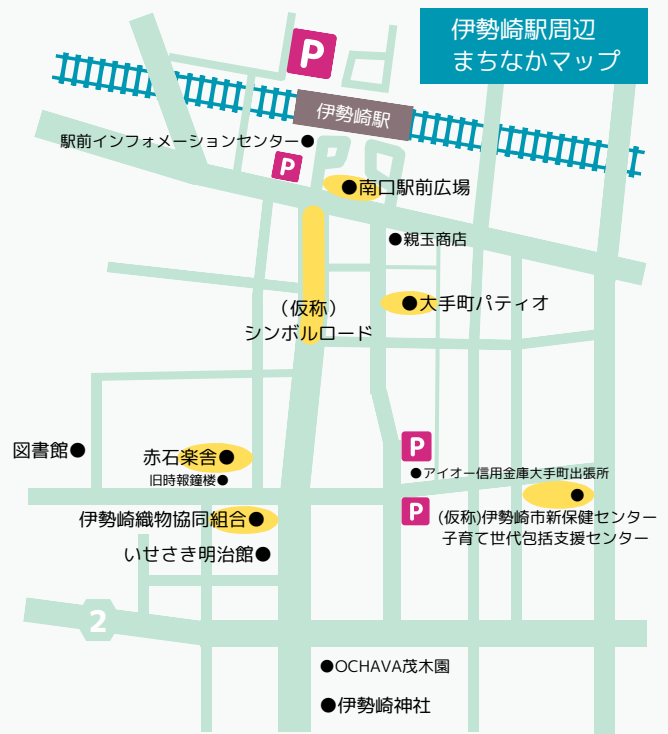 伊勢崎駅周辺
まちなかマップ
P
伊勢崎駅
駅前インフォメーションセンター●
P
●南口駅前広場
●親玉商店
（仮称）
シンボルロード
●大手町パティオ
図書館●
赤石楽舎●
旧時報鐘楼●
P
●アイオー信用金庫大手町出張所
伊勢崎織物協同組合●
P
(仮称)伊勢崎市新保健センター
子育て世代包括支援センター
いせさき明治館●
2
●OCHAVA茂木園
●伊勢崎神社